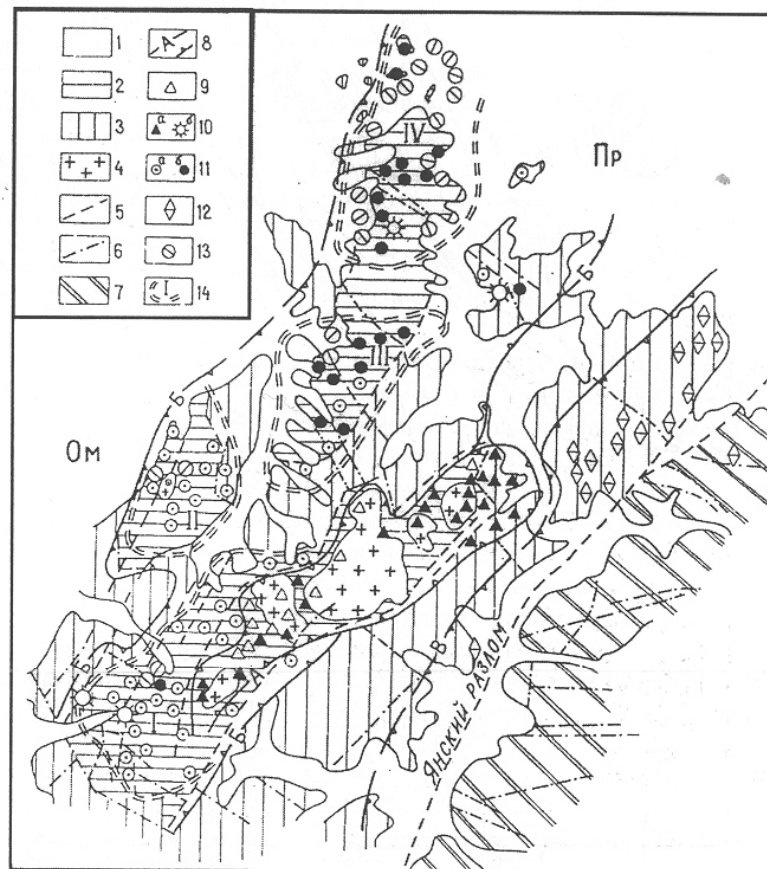 1 А 8
2 9
3 а б 10
4 а б 11
5 12
6 13
7 I 14
IV
Пр
Б
III
Ом
Б
II
В
Б
А
Б
ЯНСКИЙ РАЗЛОМ